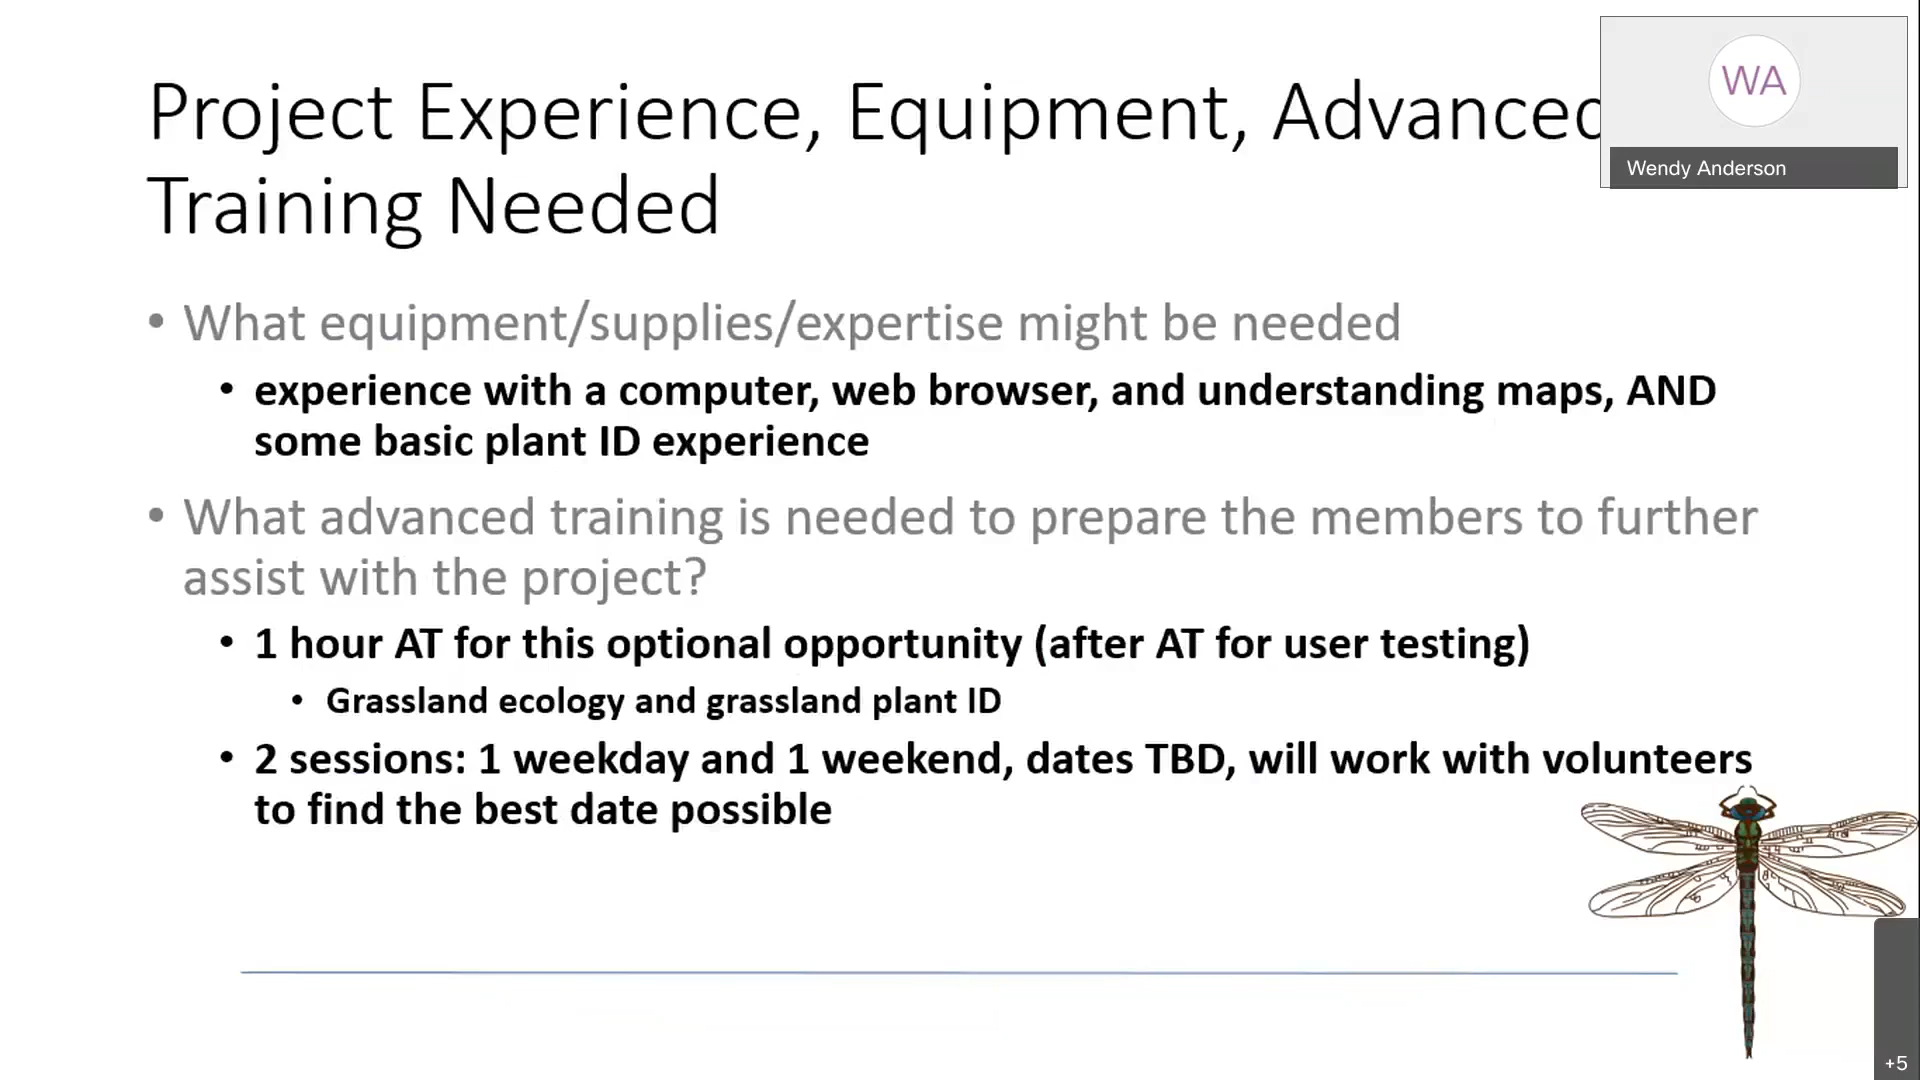 Project Experience, Equipment, Advanced
Training Needed
WA
Wendy Anderson
• What equipment/supplies/expertise might be needed
• experience with a computer, web browser, and understanding maps, AND
some basic plant ID experience
• What advanced training is needed to prepare the members to further
assist with the project?
• 1 hour AT for this optional opportunity (after AT for user testing)
• Grassland ecology and grassland plant ID
• 2 sessions: 1 weekday and 1 weekend, dates TBD, will work with volunteers
to find the best date possible
+5